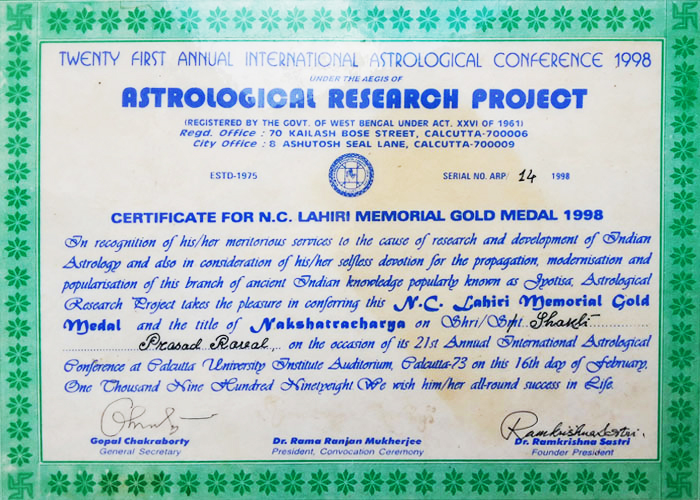 TWENTY FIRST ANNUAL INTERNATIONAL ASTROLOGICAL CONFERENCE 1998
UNDER THE AEGIS OF
ASTROLOGICAL RESEARCH PROJECT
(REGISTERED BY THE GOVT. OF WEST BENGAL UNDER ACT. XXVI OF 1961)
Regd. Office : 70 KAILASH BOSE STREET, CALCUTTA-700006
City Office : 8 ASHUTOSH SEAL LANE, CALCUTTA-700009
ESTD-1975 SERIAL NO. ARP/ 14 1998
CERTIFICATE FOR N.C. LAHIRI MEMORIAL GOLD MEDAL 1998
In recognition of his/her meritorious services to the cause of research and development of Indian
Astrology and also in consideration of his/her selfless devotion for the propagation, modernisation and
popularisation of this branch of ancient Indian knowledge popularly known as Jyotisa, Astrological
Research Project takes the pleasure in conferring this N.C. Lahiri Memorial Gold
Medal and the title of Nakshatracharya on Shri/Smt Shakti
Prasad Rawal, on the occasion of its 21st Annual International Astrological
Conference at Calcutta University Institute Auditorium, Calcutta-73 on this 16th day of February,
One Thousand Nine Hundred Ninetyeight We wish him/her all-round success in Life.
Ramkrishna Sastri.
Gopal Chakraborty Dr. Rama Ranjan Mukherjee Dr. Ramkrishna Sastri
General Secretary President, Convocation Ceremony Founder President